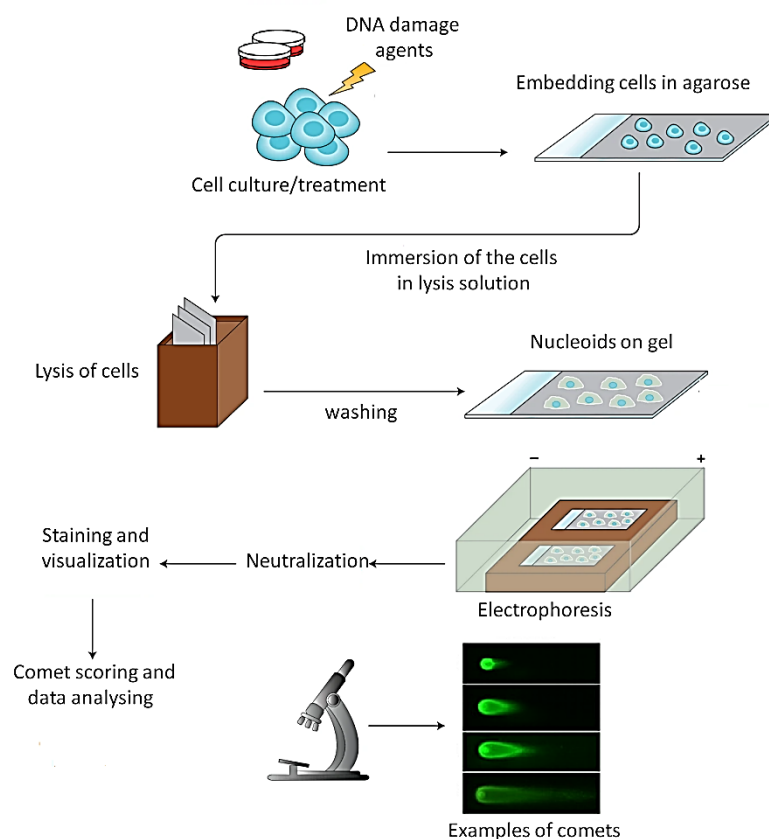 DNA damage
agents
Embedding cells in agarose
Cell culture/treatment
Immersion of the cells
in lysis solution
Lysis of cells
washing
Nucleoids on gel
–
+
Staining and
visualization
Neutralization
Electrophoresis
Comet scoring and
data analysing
Examples of comets